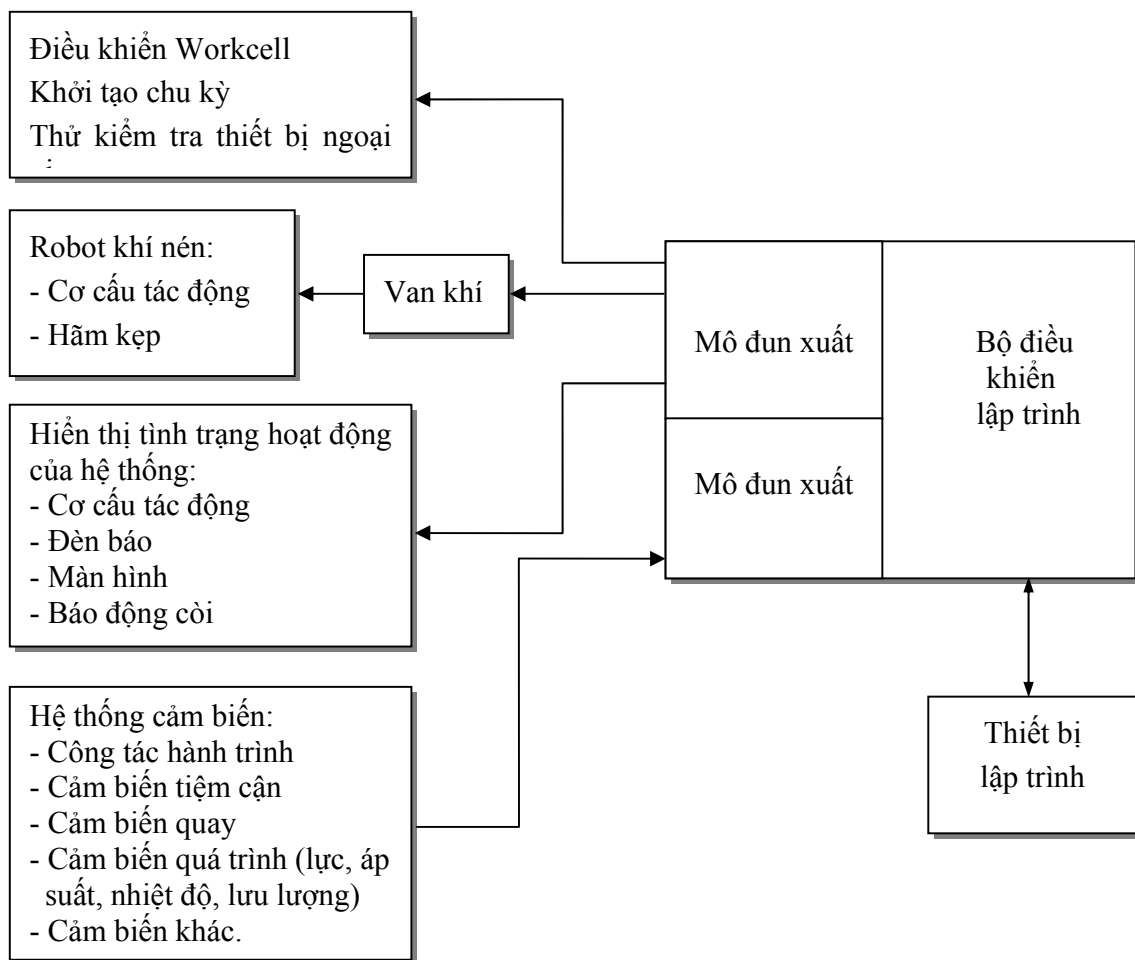 Điều khiển Workcell
Khởi tạo chu kỳ
Thử kiểm tra thiết bị ngoại
Robot khí nén:
- Cơ cấu tác động
- Hãm kẹp
Van khí
Mô đun xuất
Bộ điều
khiển
lập trình
Mô đun xuất
Hiển thị tình trạng hoạt động
của hệ thống:
- Cơ cấu tác động
- Đèn báo
- Màn hình
- Báo động còi
Hệ thống cảm biến:
- Công tác hành trình
- Cảm biến tiệm cận
- Cảm biến quay
- Cảm biến quá trình (lực, áp
suất, nhiệt độ, lưu lượng)
- Cảm biến khác.
Thiết bị
lập trình